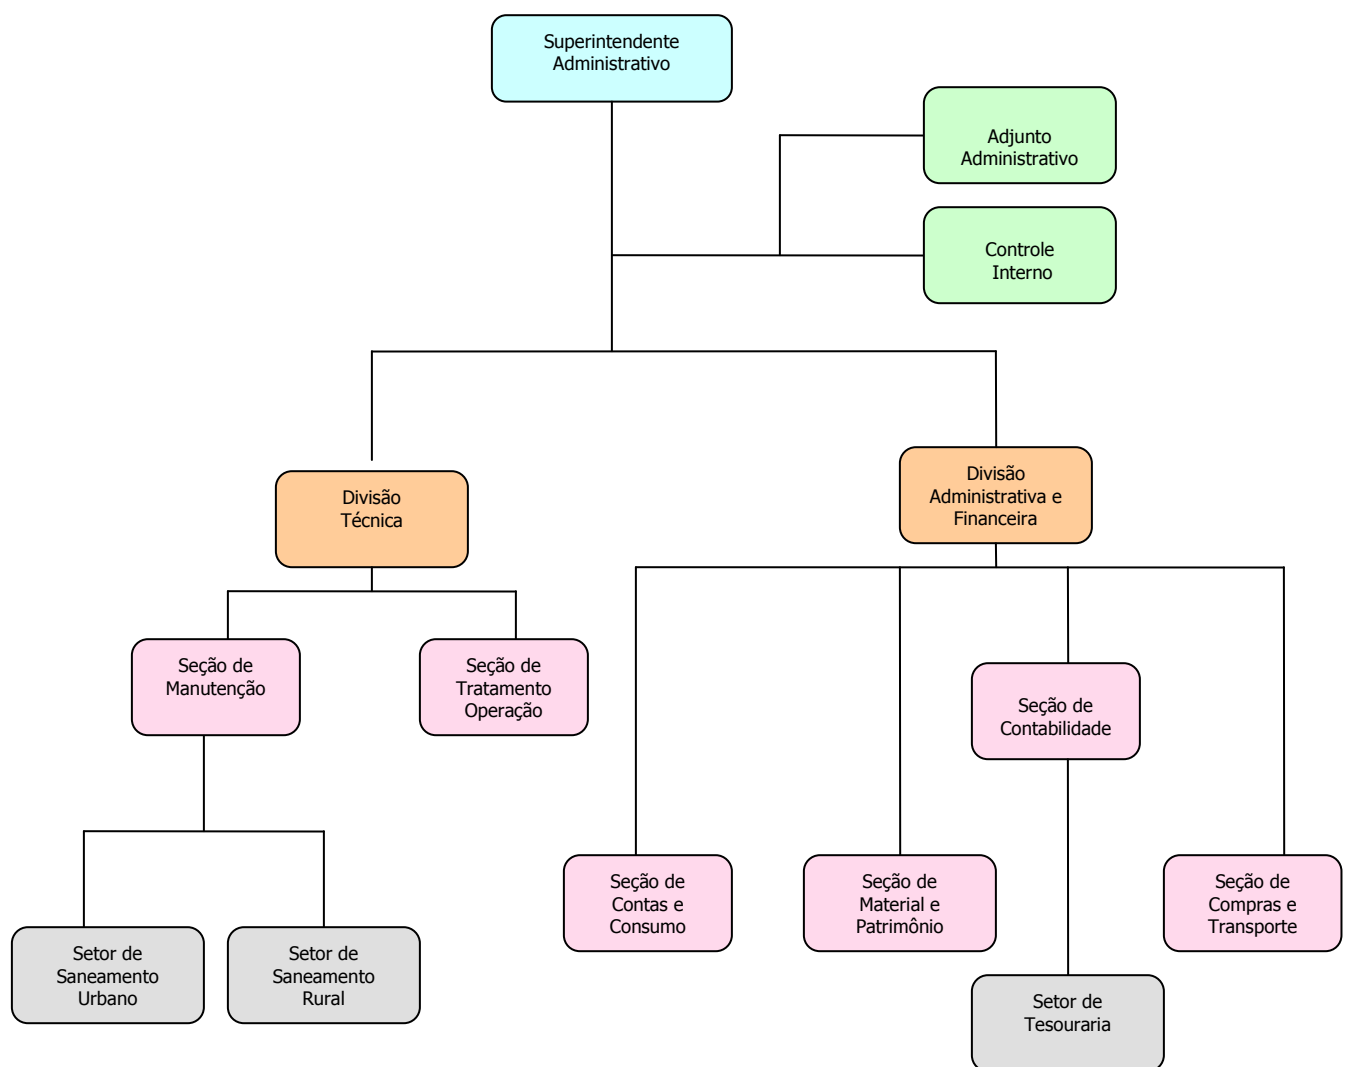 Superintendente
Administrativo
Adjunto
Administrativo
Controle
Interno
Divisão
Técnica
Divisão
Administrativa e
Financeira
Seção de
Manutenção
Seção de
Tratamento
Operação
Seção de
Contabilidade
Seção de
Contas e
Consumo
Seção de
Material e
Patrimônio
Seção de
Compras e
Transporte
Setor de
Saneamento
Urbano
Setor de
Saneamento
Rural
Setor de
Tesouraria